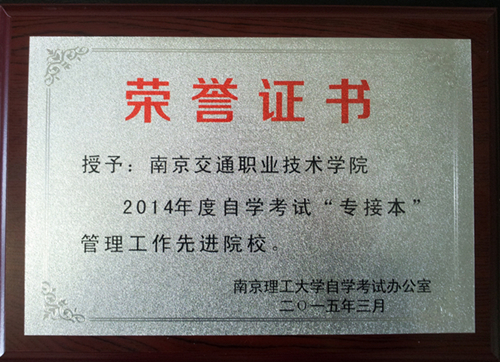 荣誉证书
授予：南京交通职业技术学院
2014年度自学考试“专接本”
管理工作先进院校。
南京理工大学自学考试办公室
二〇一五年三月